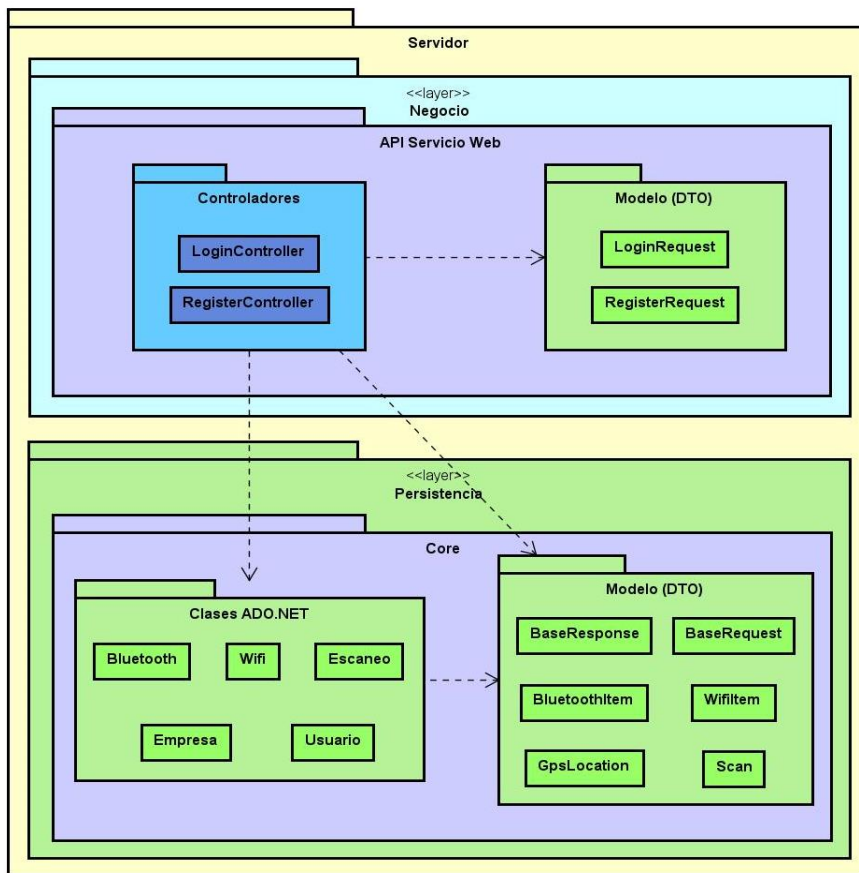 Servidor
<<layer>>
Negocio
API Servicio Web
Controladores
LoginController
RegisterController
Modelo (DTO)
LoginRequest
RegisterRequest
<<layer>>
Persistencia
Core
Clases ADO.NET
Bluetooth
Wifi
Escaneo
Empresa
Usuario
Modelo (DTO)
BaseResponse
BaseRequest
BluetoothItem
WifiItem
GpsLocation
Scan